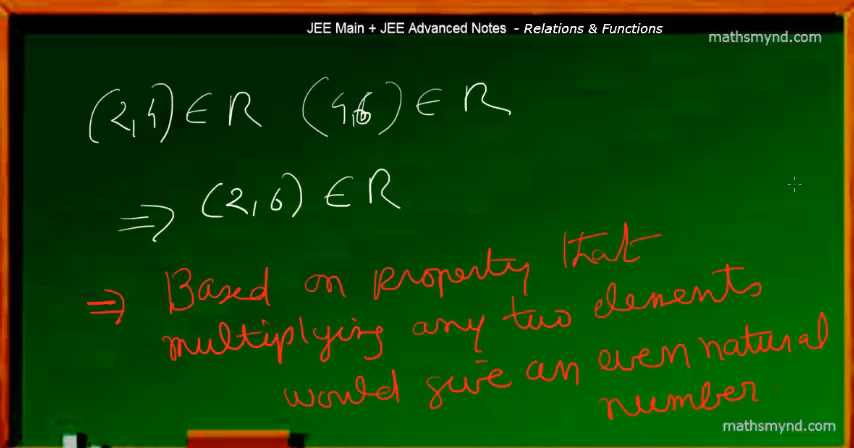 JEE Main + JEE Advanced Notes - Relations & Functions
mathsmynd.com
(2,4) ∈ R (4,6) ∈ R
⇒ (2,6) ∈ R
⇒ Based on property that
multiplying any two elements
would give an even natural
number.
mathsmynd.com